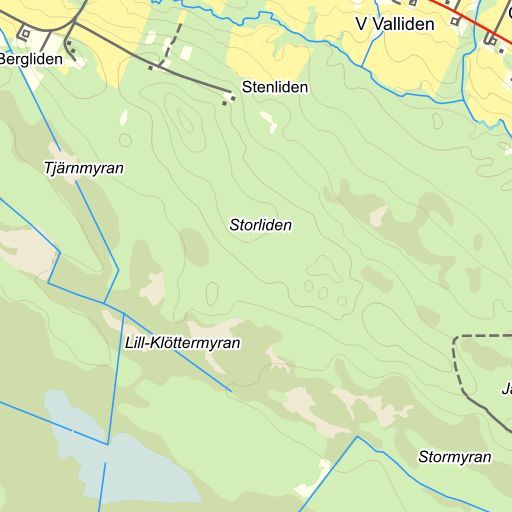 V Valliden
Bergliden
Stenliden
Tjärnmyran
Storliden
Lill-Klöttermyran
Stormyran